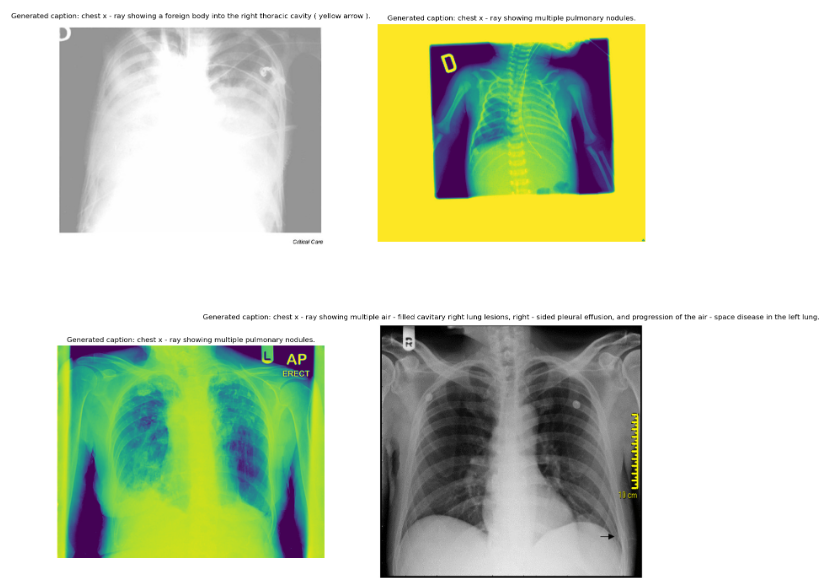 Generated caption: chest x - ray showing a foreign body into the right thoracic cavity ( yellow arrow ).
Generated caption: chest x - ray showing multiple pulmonary nodules.
D
D
Critical Care
Generated caption: chest x - ray showing multiple air - filled cavitary right lung lesions, right - sided pleural effusion, and progression of the air - space disease in the left lung.
Generated caption: chest x - ray showing multiple pulmonary nodules.
L
AP
ERECT